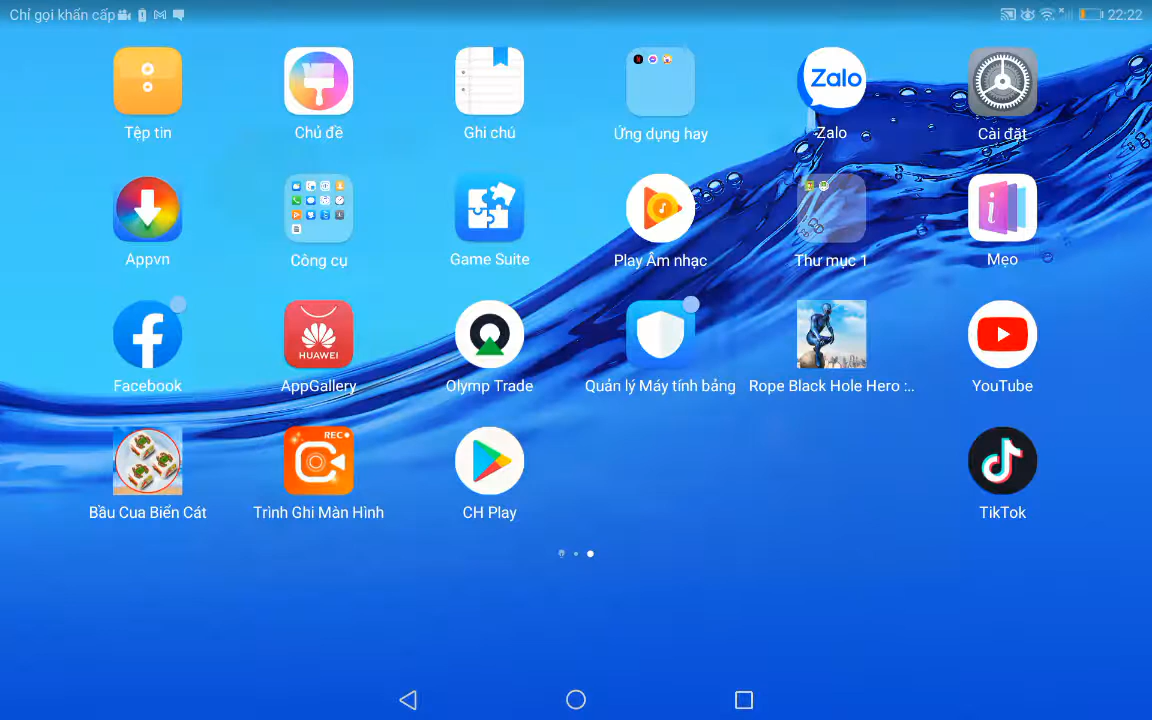 Chỉ gọi khẩn cấp
22:22
Tệp tin
Chủ đề
Ghi chú
Ứng dụng hay
Zalo
Zalo
Cài đặt
Appvn
Công cụ
Game Suite
Play Âm nhạc
Thư mục 1
Mẹo
HUAWEI
Facebook
AppGallery
Olymp Trade
Quản lý Máy tính bảng
Rope Black Hole Hero :..
YouTube
REC
Bầu Cua Biển Cát
Trình Ghi Màn Hình
CH Play
TikTok